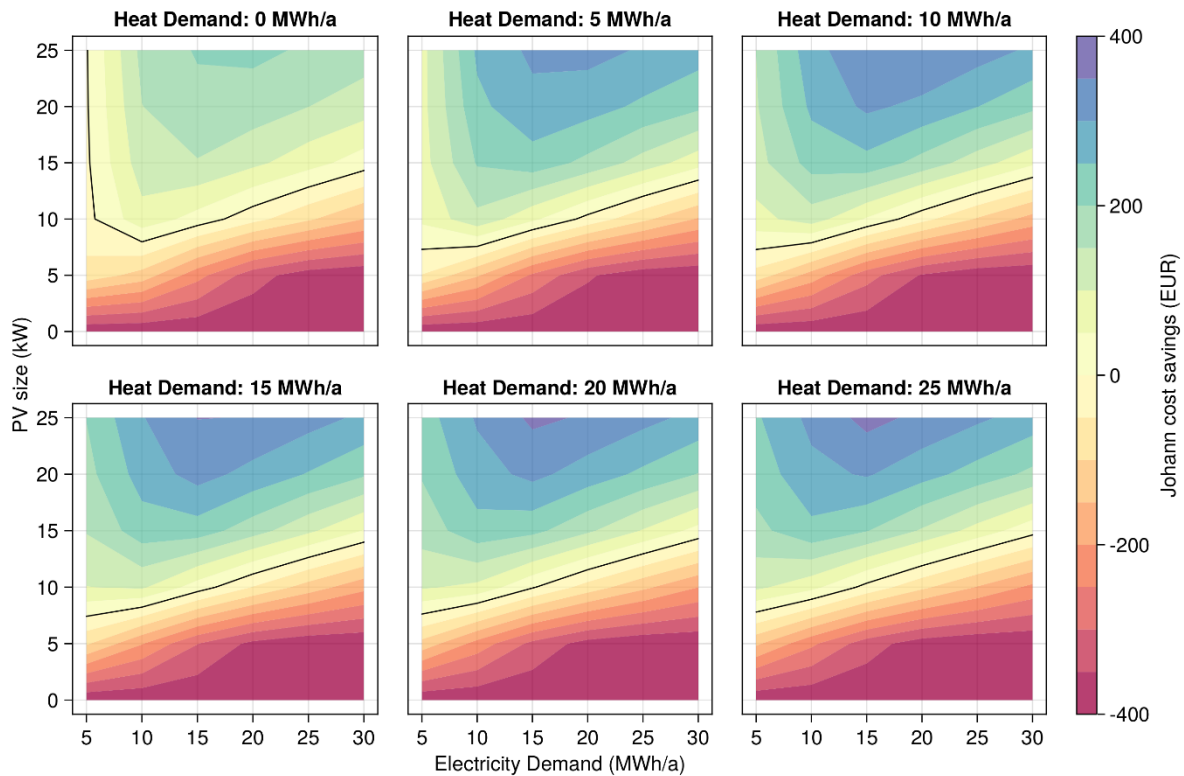 Heat Demand: 0 MWh/a
Heat Demand: 5 MWh/a
Heat Demand: 10 MWh/a
25
20
15
10
5
0
Heat Demand: 15 MWh/a
Heat Demand: 20 MWh/a
Heat Demand: 25 MWh/a
25
20
15
10
5
0
5 10 15 20 25 30
5 10 15 20 25 30
5 10 15 20 25 30
PV size (kW)
Electricity Demand (MWh/a)
400
200
0
-200
-400
Johann cost savings (EUR)